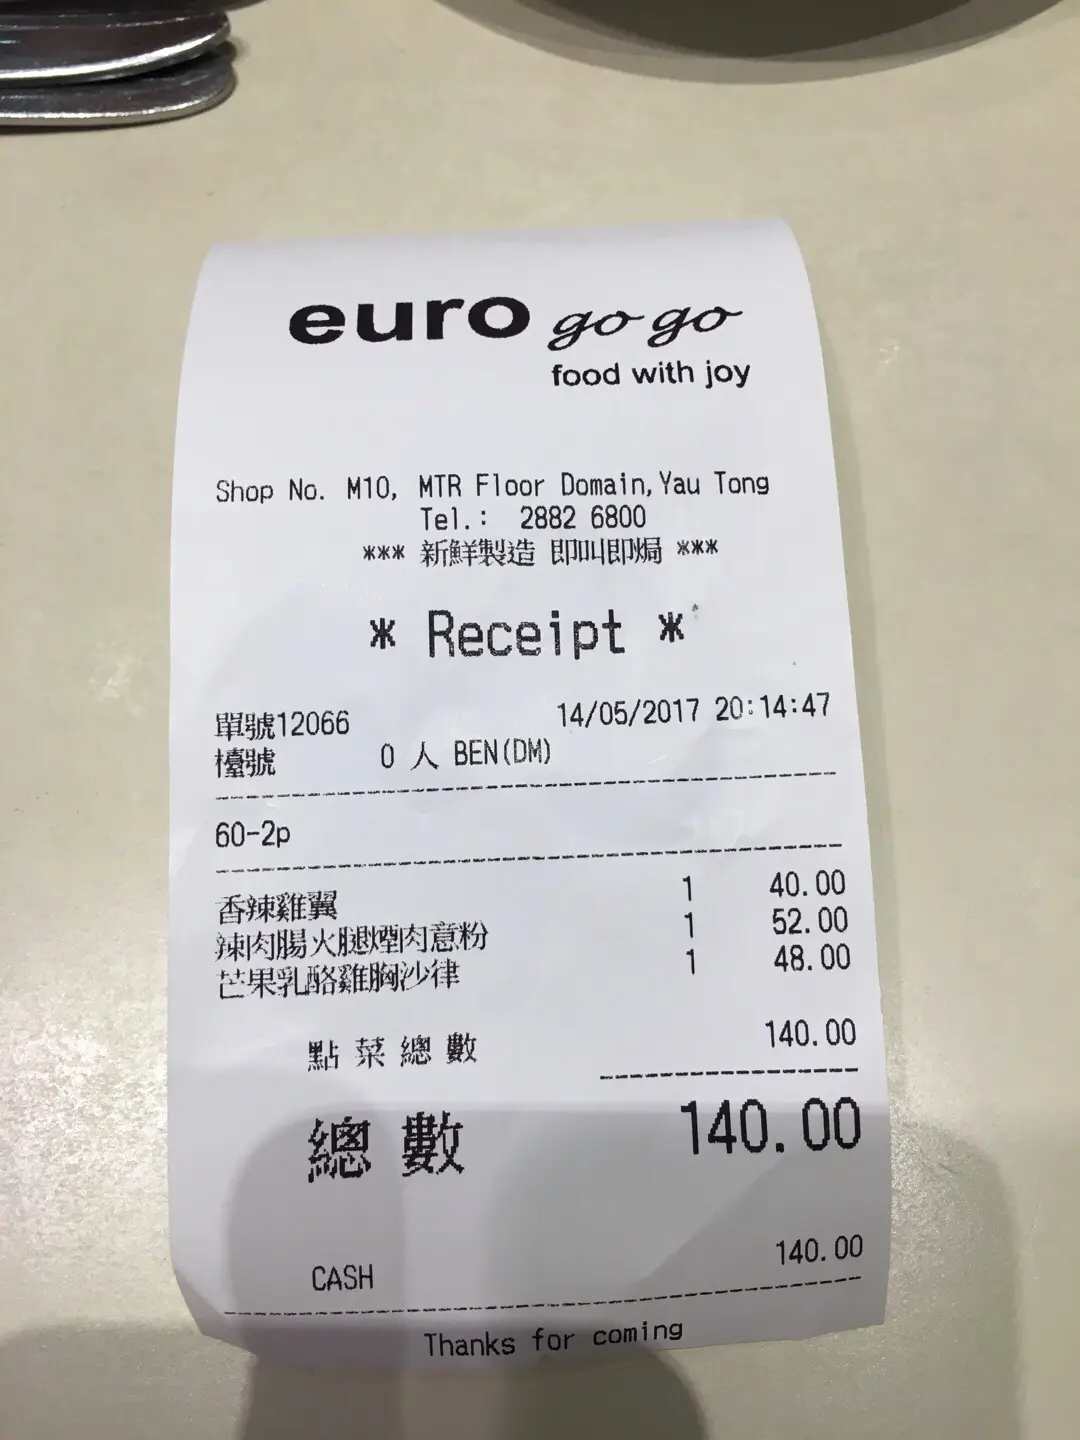 euro go go
food with joy
Shop No. M10, MTR Floor Domain, Yau Tong
Tel.: 2882 6800
*** 新鮮製造 即叫即焗 ***
* Receipt *
單號12066 14/05/2017 20:14:47
檯號 0 人 BEN(DM)
60-2p
香辣雞翼 1 40.00
辣肉腸火腿煙肉意粉 1 52.00
芒果乳酪雞胸沙律 1 48.00
點菜總數 140.00
總數 140.00
CASH 140.00
Thanks for coming